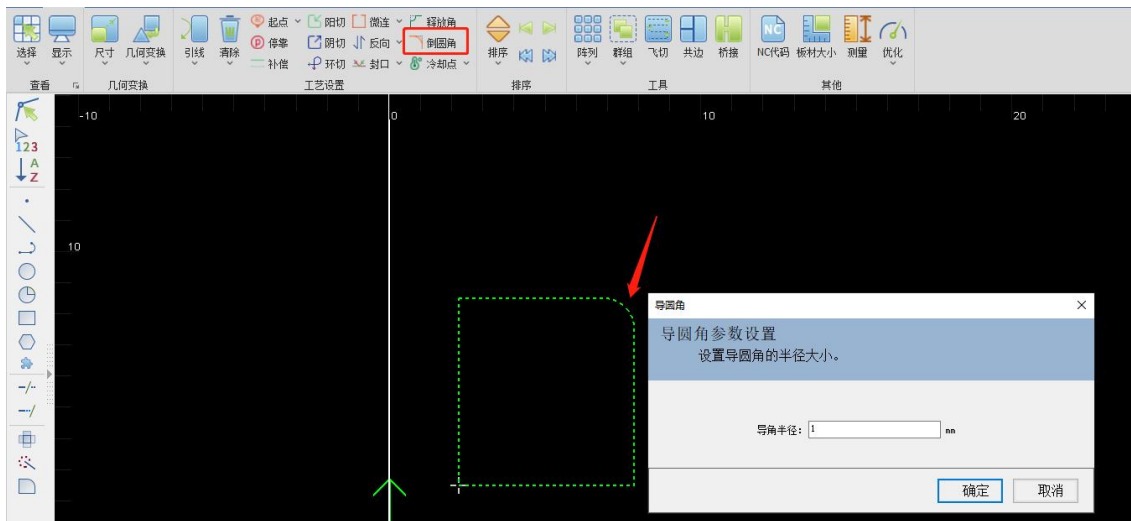 起点 阳切 微连 释放角
选择 显示 尺寸 几何变换 引线 清除 停靠 阴切 反向 倒圆角 排序 阵列 群组 飞切 共边 桥接 NC NC代码 板材大小 测量 优化
补偿 环切 封口 冷却点
查看 几何变换 工艺设置 排序 工具 其他
-10 0 10 20
123
A
Z
10
导圆角
导圆角参数设置
设置导圆角的半径大小。
导角半径: 1 mm
确定 取消